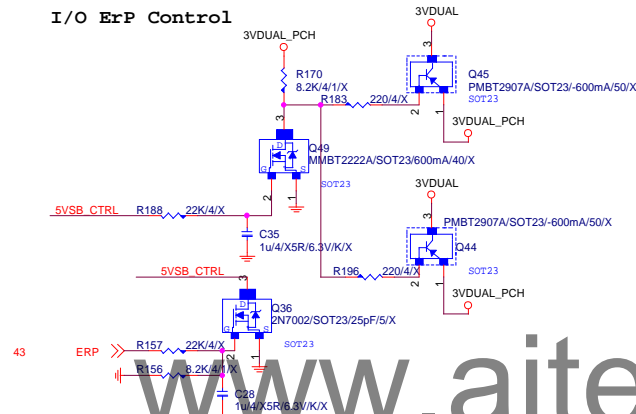 I/O ErP Control
3VDUAL
3VDUAL_PCH
3
Q45
R170
8.2K/4/1/X
PMBT2907A/SOT23/-600mA/50/X
R183
220/4/X
SOT23
2
1
3VDUAL_PCH
3
Q49
D
MMBT2222A/SOT23/600mA/40/X
G
S
SOT23
2
1
3VDUAL
5VSB_CTRL
R188
22K/4/X
3
PMBT2907A/SOT23/-600mA/50/X
C35
1u/4/X5R/6.3V/K/X
Q44
5VSB_CTRL
R196
220/4/X
SOT23
2
1
3
3VDUAL_PCH
D
Q36
2N7002/SOT23/25pF/5/X
G
S
SOT23
43
ERP
R157
22K/4/X
2
1
R156
8.2K/4/1/X
C28
1u/4/X5R/6.3V/K/X
www.aite